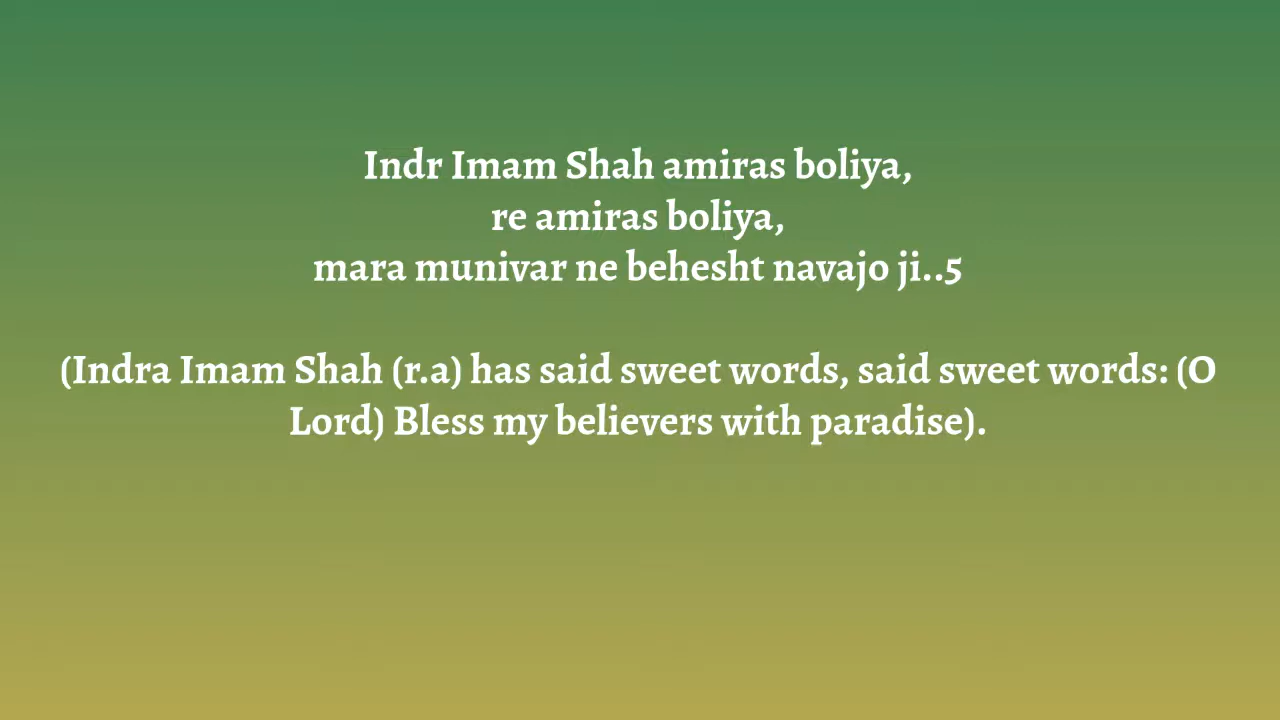 Indr Imam Shah amiras boliya,
re amiras boliya,
mara munivar ne behesht navajo ji..5
(Indra Imam Shah (r.a) has said sweet words, said sweet words: (O
Lord) Bless my believers with paradise).